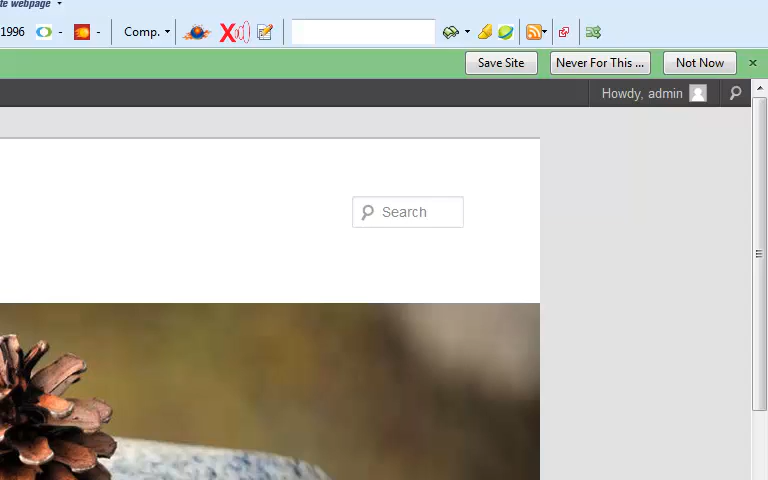 te webpage
1996 - - Comp.
Save Site Never For This ... Not Now
Howdy, admin
Search